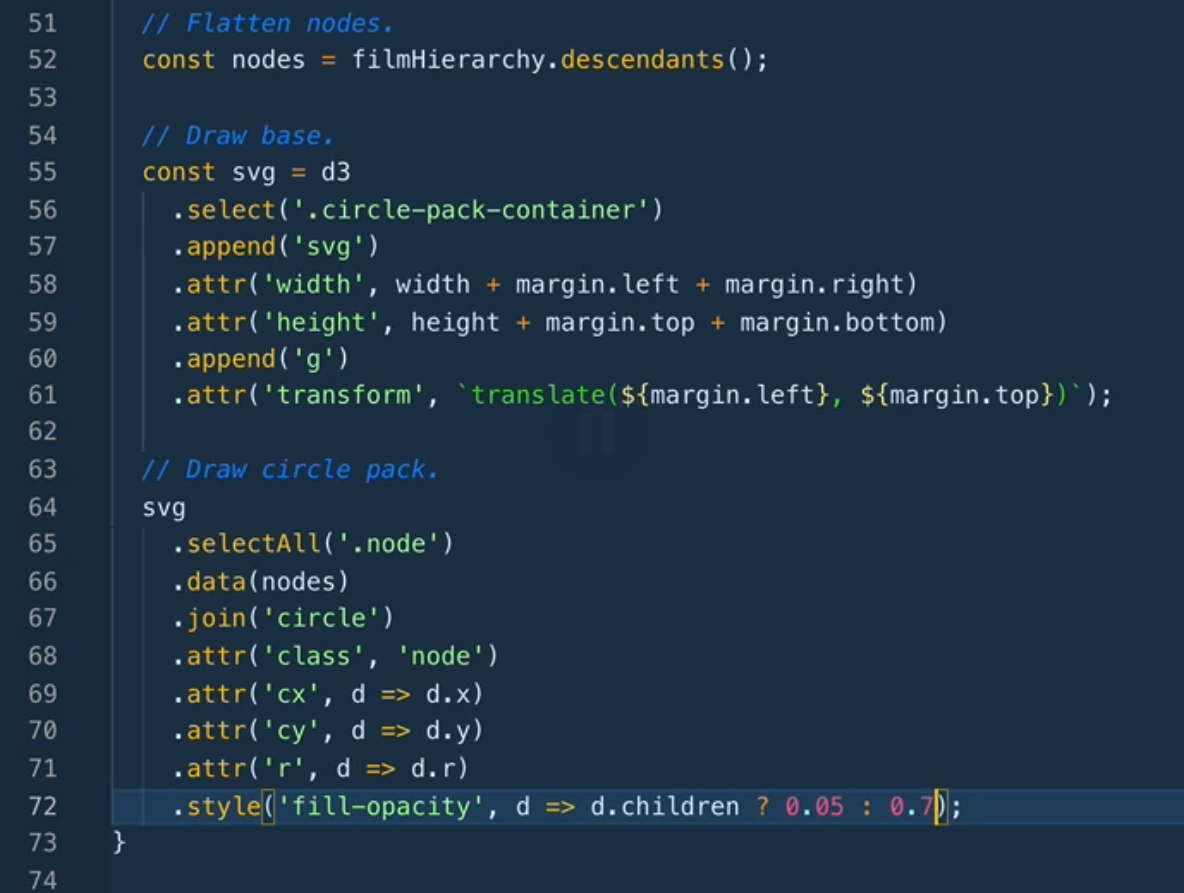 51 // Flatten nodes.
52 const nodes = filmHierarchy.descendants();
53
54 // Draw base.
55 const svg = d3
56 .select('.circle-pack-container')
57 .append('svg')
58 .attr('width', width + margin.left + margin.right)
59 .attr('height', height + margin.top + margin.bottom)
60 .append('g')
61 .attr('transform', `translate(${margin.left}, ${margin.top})`);
62
63 // Draw circle pack.
64 svg
65 .selectAll('.node')
66 .data(nodes)
67 .join('circle')
68 .attr('class', 'node')
69 .attr('cx', d => d.x)
70 .attr('cy', d => d.y)
71 .attr('r', d => d.r)
72 .style('fill-opacity', d => d.children ? 0.05 : 0.7);
73 }
74